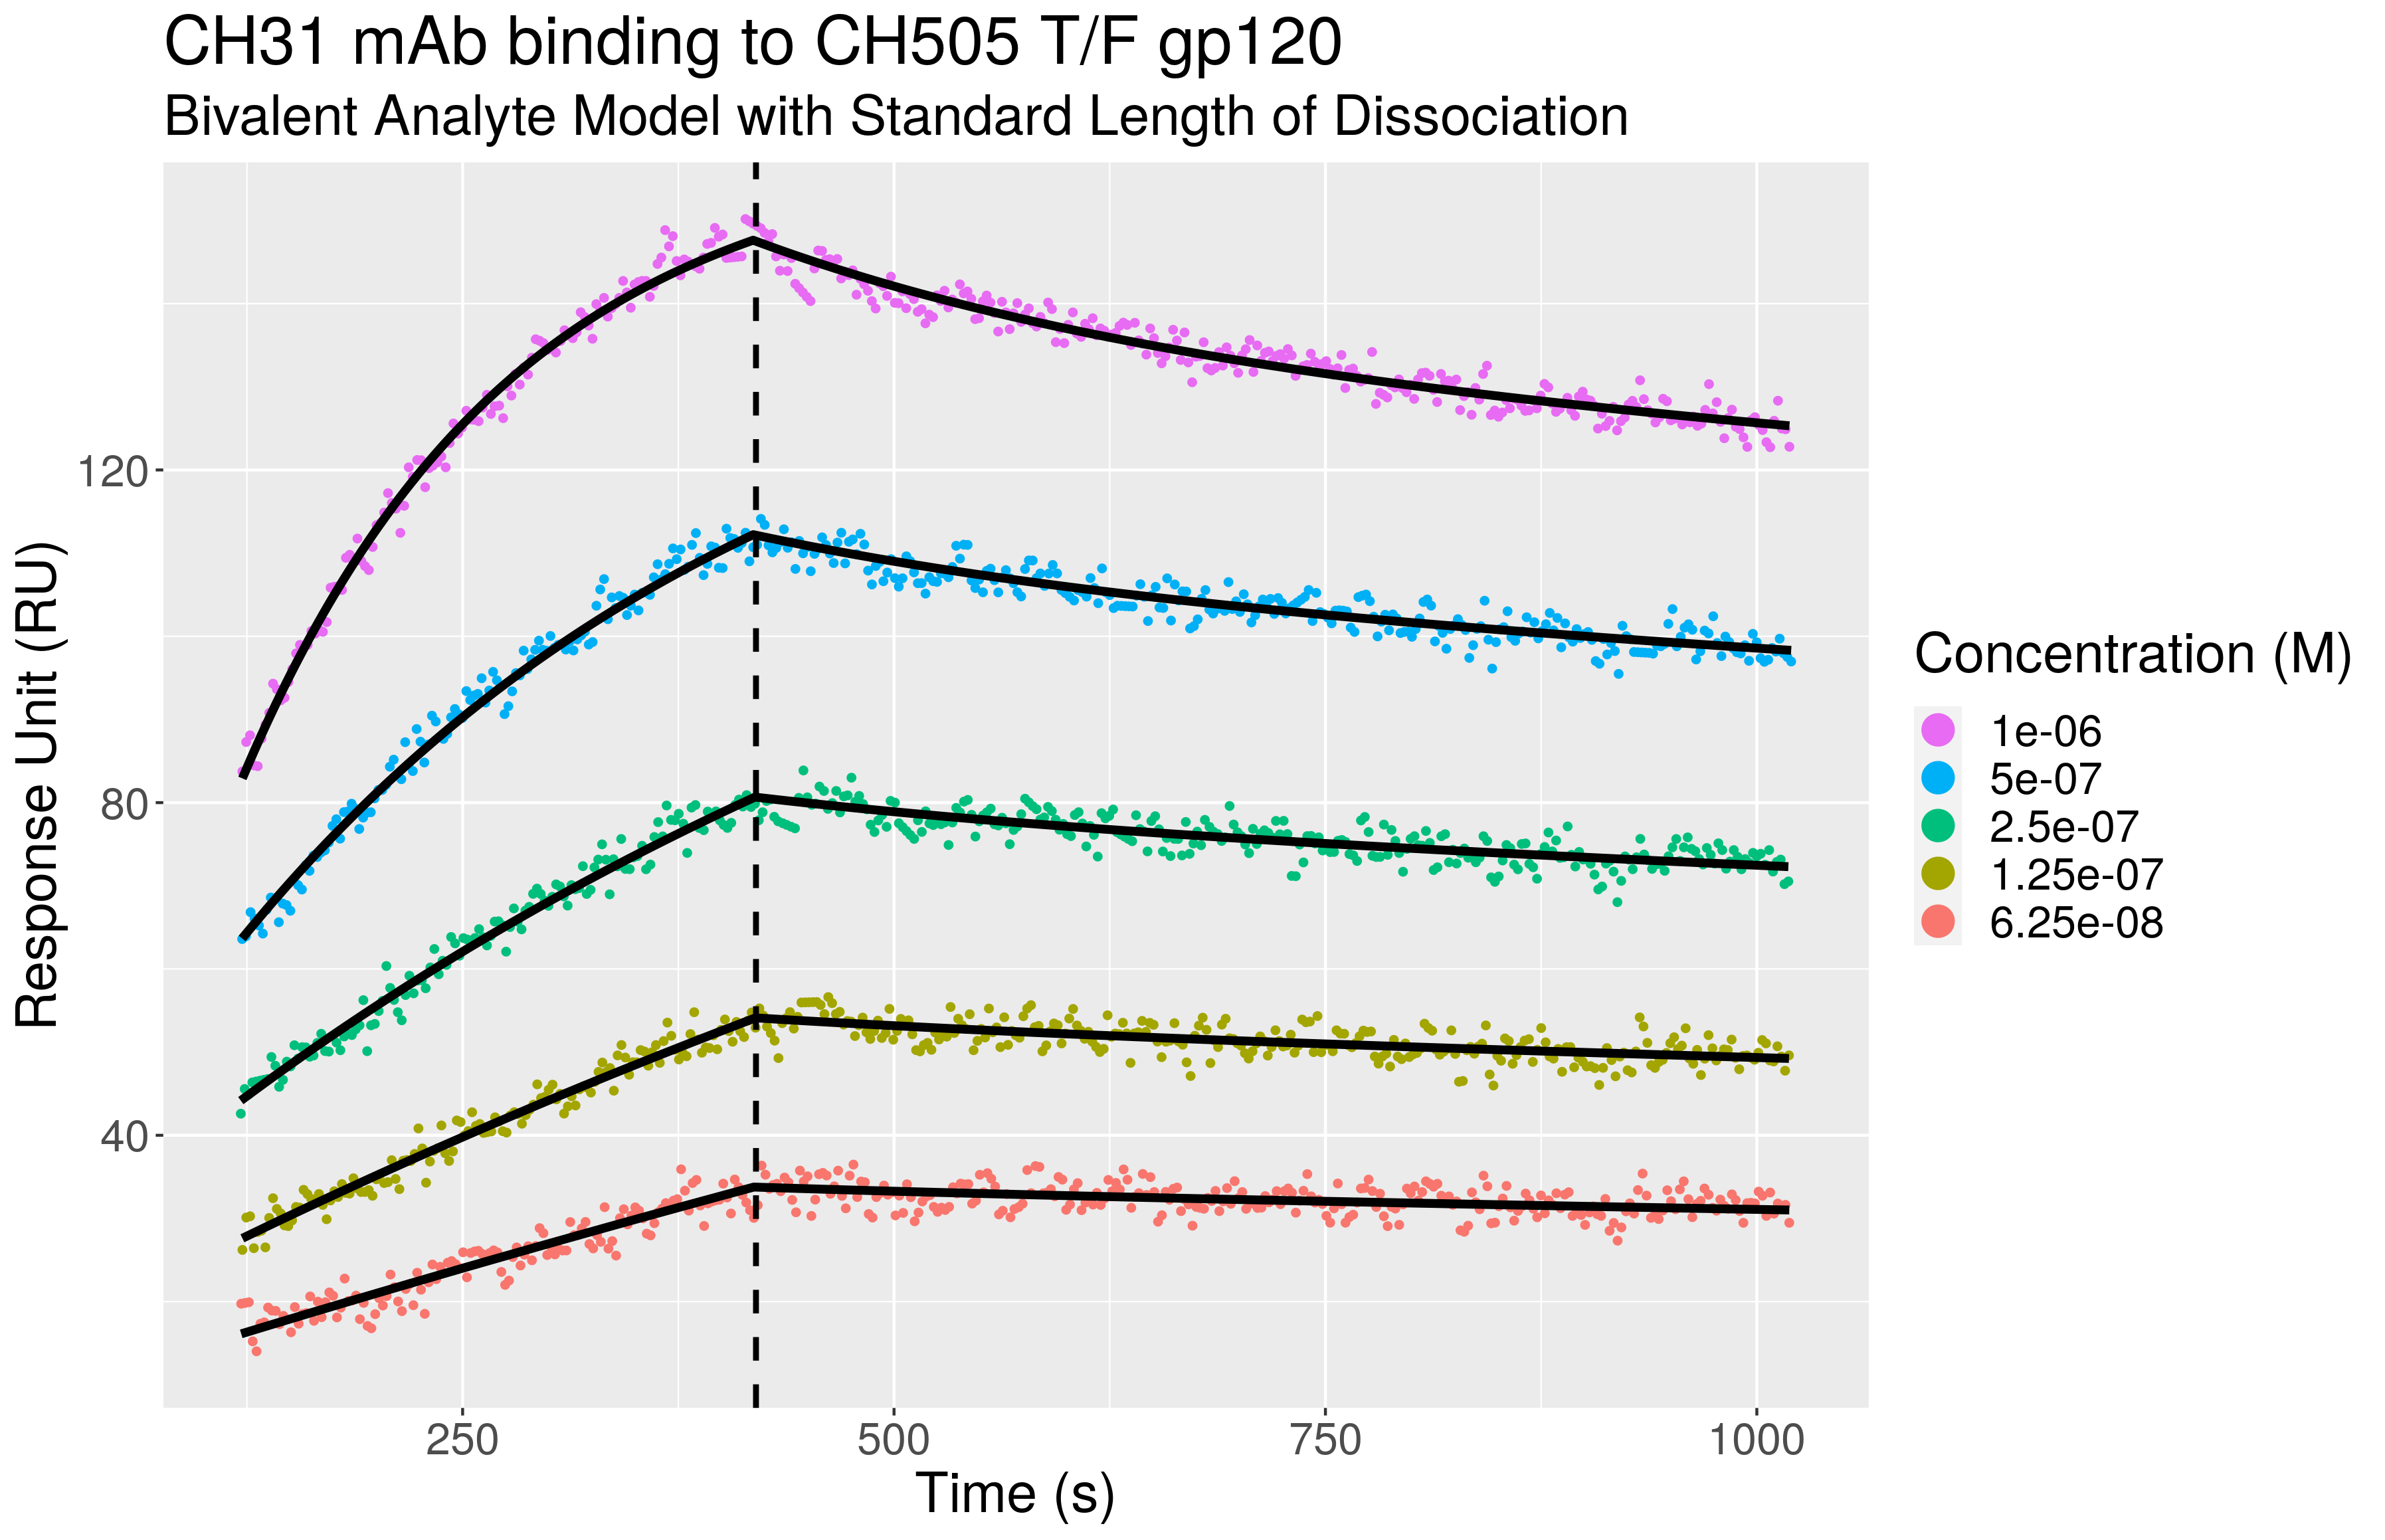 CH31 mAb binding to CH505 T/F gp120
Bivalent Analyte Model with Standard Length of Dissociation
Response Unit (RU)
120
80
40
250
500
750
1000
Time (s)
Concentration (M)
1e-06
5e-07
2.5e-07
1.25e-07
6.25e-08